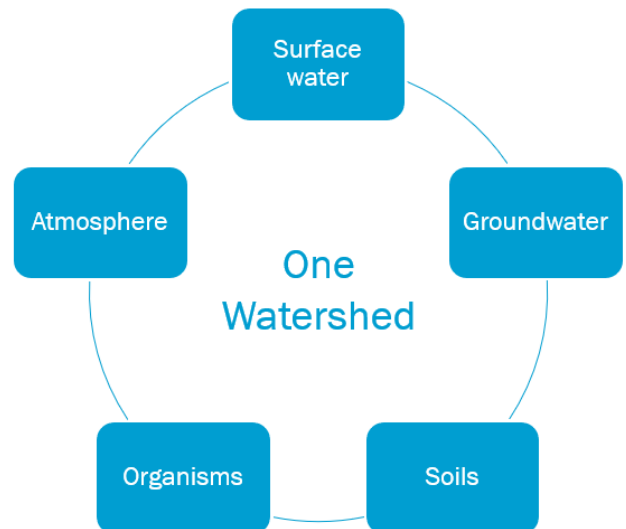 Surface
water
Atmosphere
Groundwater
One
Watershed
Organisms
Soils